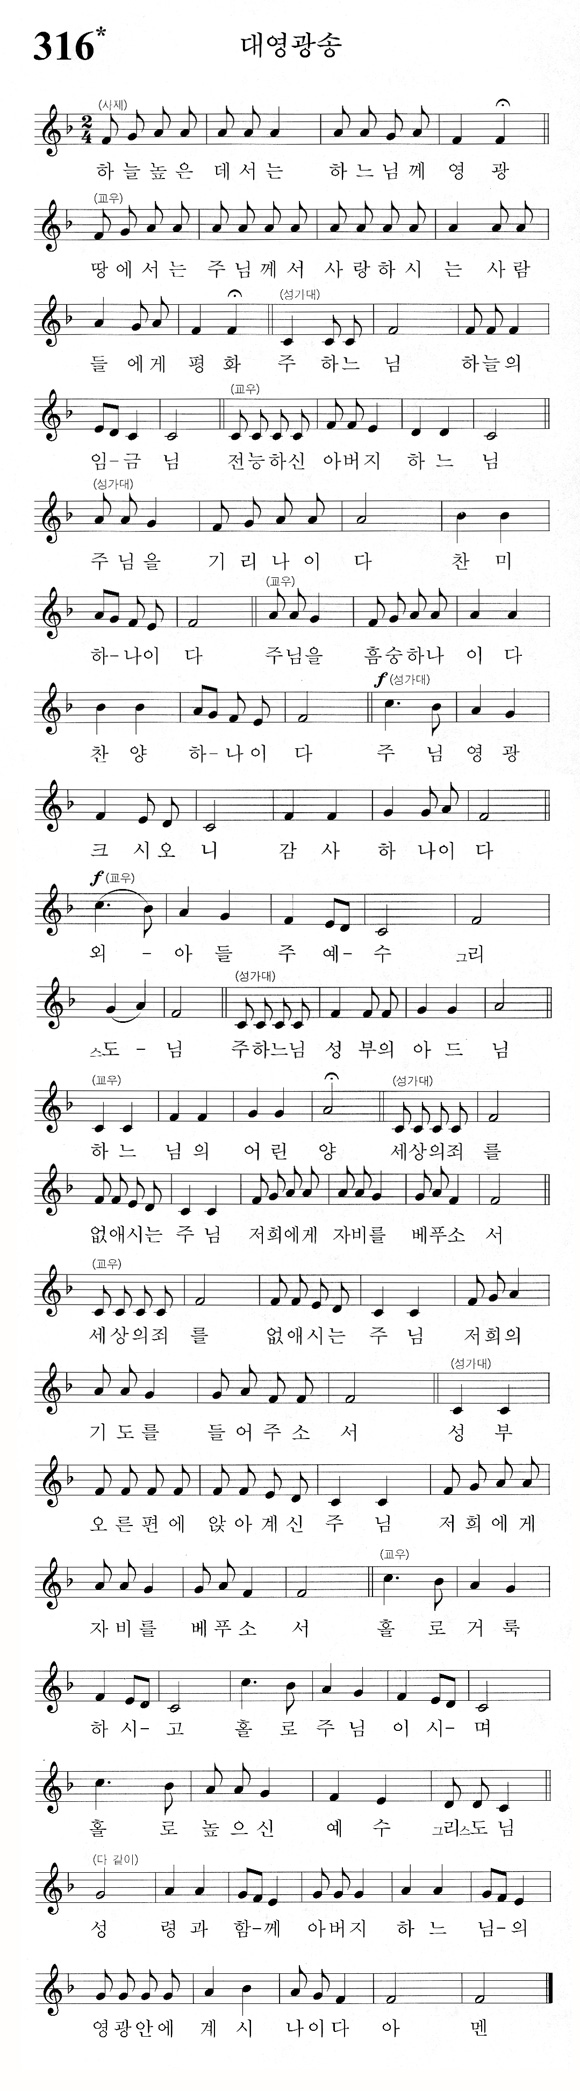 316* 대영광송
(사제)
2/4
하 늘 높 은 데 서 는 하 느 님 께 영 광
(교우)
땅 에 서 는 주 님 께 서 사 랑 하 시 는 사 람
(성가대)
들 에게 평 화 주 하느 님 하늘의
(교우)
임-금 님 전능하신 아버지 하 느 님
(성가대)
주 님 을 기 리 나 이 다 찬 미
(교우)
하-나이 다 주님을 흠숭하나 이 다
f (성가대)
찬 양 하-나 이 다 주 님 영 광
크 시 오 니 감 사 하 나이 다
f (교우)
외 - 아 들 주 예- 수 그리
(성가대)
스도 - 님 주하느님 성 부의 아 드 님
(교우) (성가대)
하 느 님 의 어 린 양 세상의죄 를
없애시는 주 님 저희에게 자비를 베푸소 서
(교우)
세상의죄 를 없애시는 주 님 저희의
(성가대)
기 도 를 들 어 주 소 서 성 부
오 른 편 에 앉 아 계 신 주 님 저 희 에 게
(교우)
자 비 를 베 푸 소 서 홀 로 거 룩
하 시- 고 홀 로 주 님 이 시- 며
홀 로 높 으 신 예 수 그리스도 님
(다 같이)
성 령 과 함-께 아버지 하 느 님-의
영 광 안 에 계 시 나 이 다 아 멘